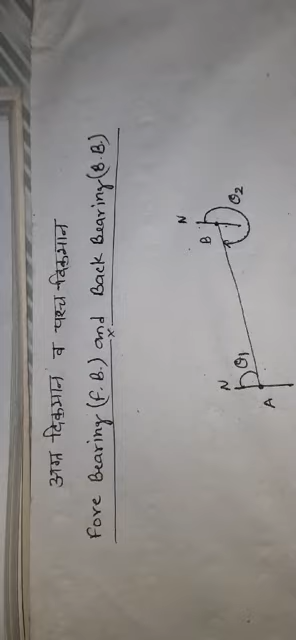 अग्र दिक्मान व पश्च दिक्मान
Fore Bearing (F.B.) and Back Bearing (B.B.)
N
B
θ2
N
θ1
A